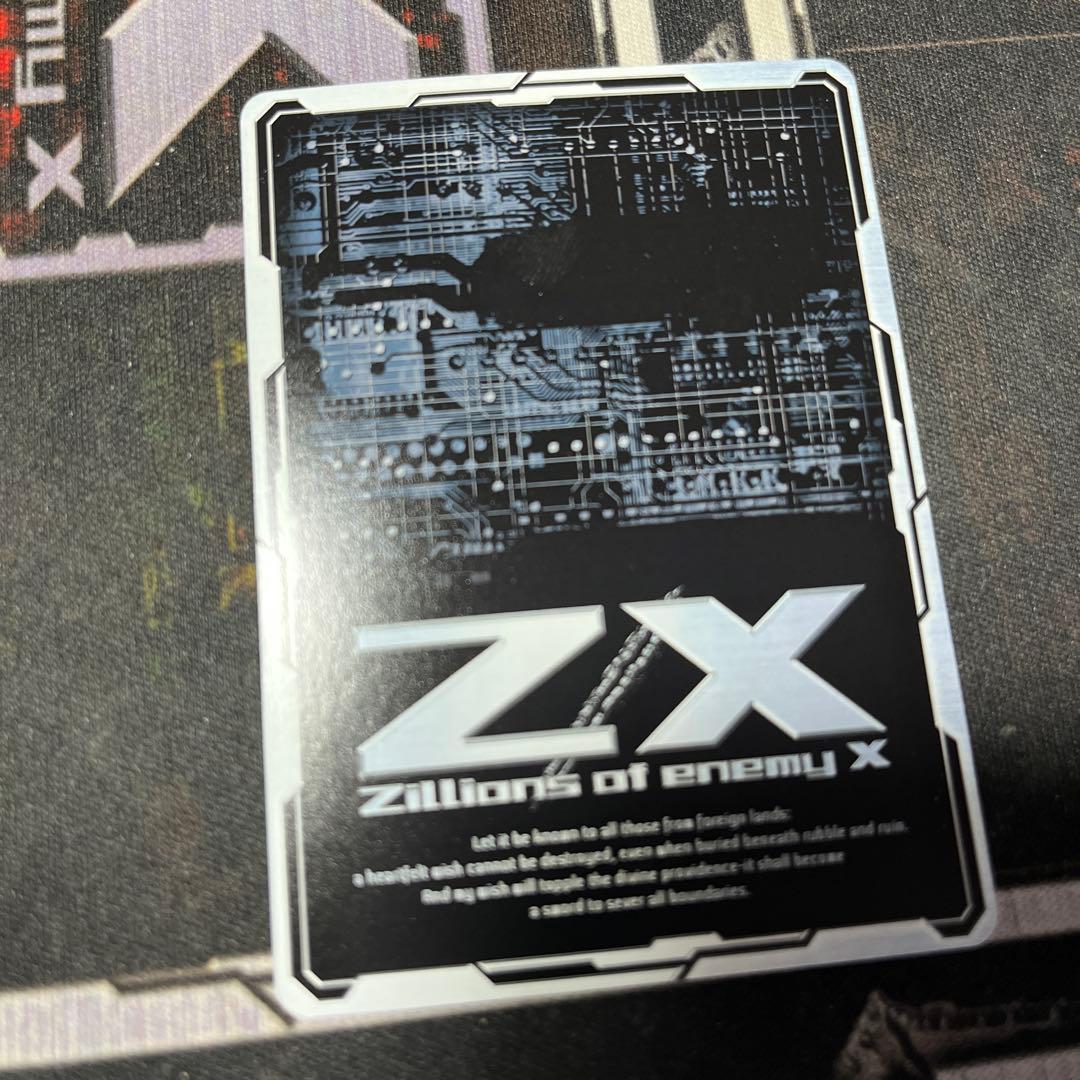 Z/X
Zillions of enemy X
Let it be known to all those from foreign lands:
a heartfelt wish cannot be destroyed, even when buried beneath rubble and ruin.
And my wish will topple the divine providence-it shall become
a sword to sever all boundaries.
X